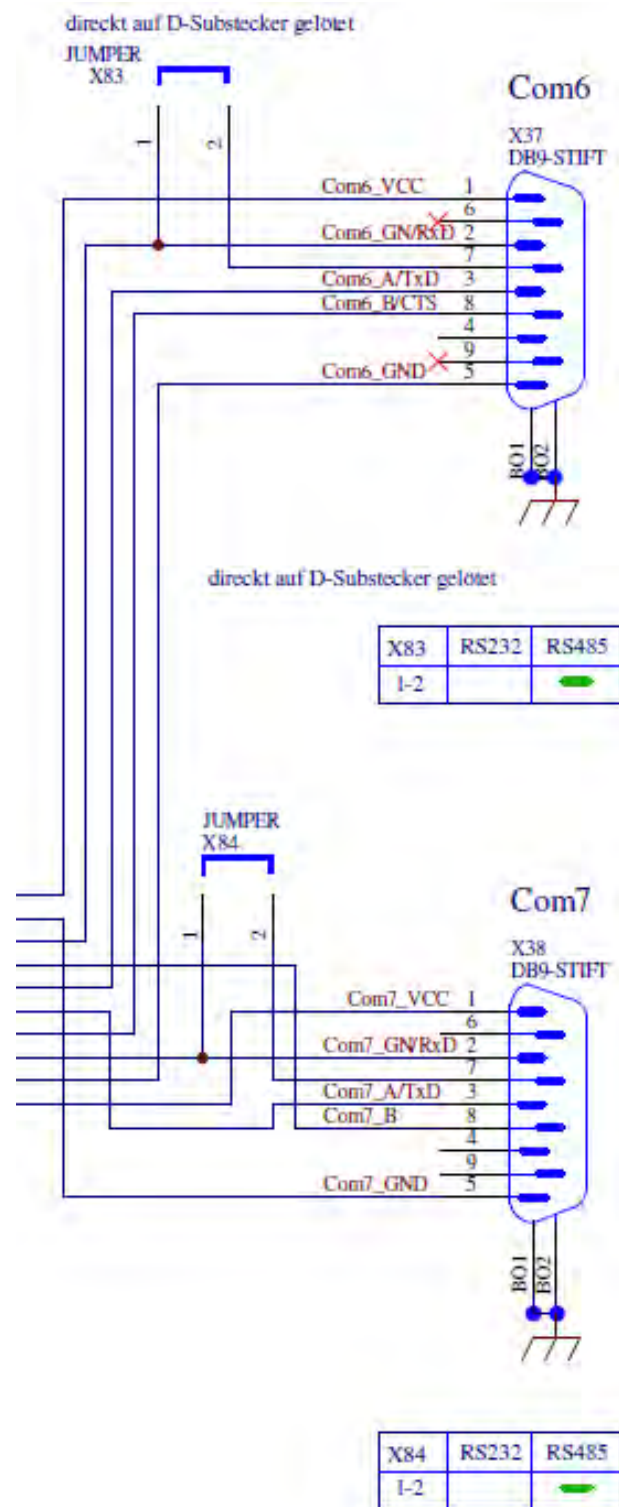 direckt auf D-Substecker gelötet
JUMPER
X83
1
2
Com6
X37
DB9-STIFT
Com6_VCC 1
6
Com6_GN/RxD 2
7
Com6_A/TxD 3
Com6_B/CTS 8
4
9
Com6_GND 5
BO1
BO2
direckt auf D-Substecker gelötet
X83 RS232 RS485
1-2
JUMPER
X84
1
2
Com7
X38
DB9-STIFT
Com7_VCC 1
6
Com7_GN/RxD 2
7
Com7_A/TxD 3
Com7_B 8
4
9
Com7_GND 5
BO1
BO2
X84 RS232 RS485
1-2